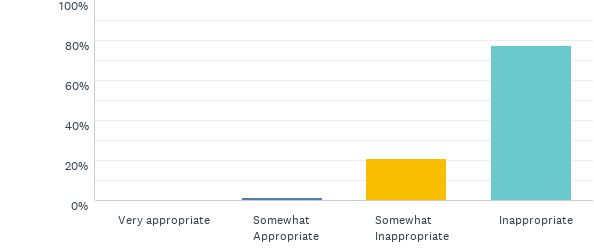 100%
80%
60%
40%
20%
0%
Very appropriate
Somewhat
Appropriate
Somewhat
Inappropriate
Inappropriate